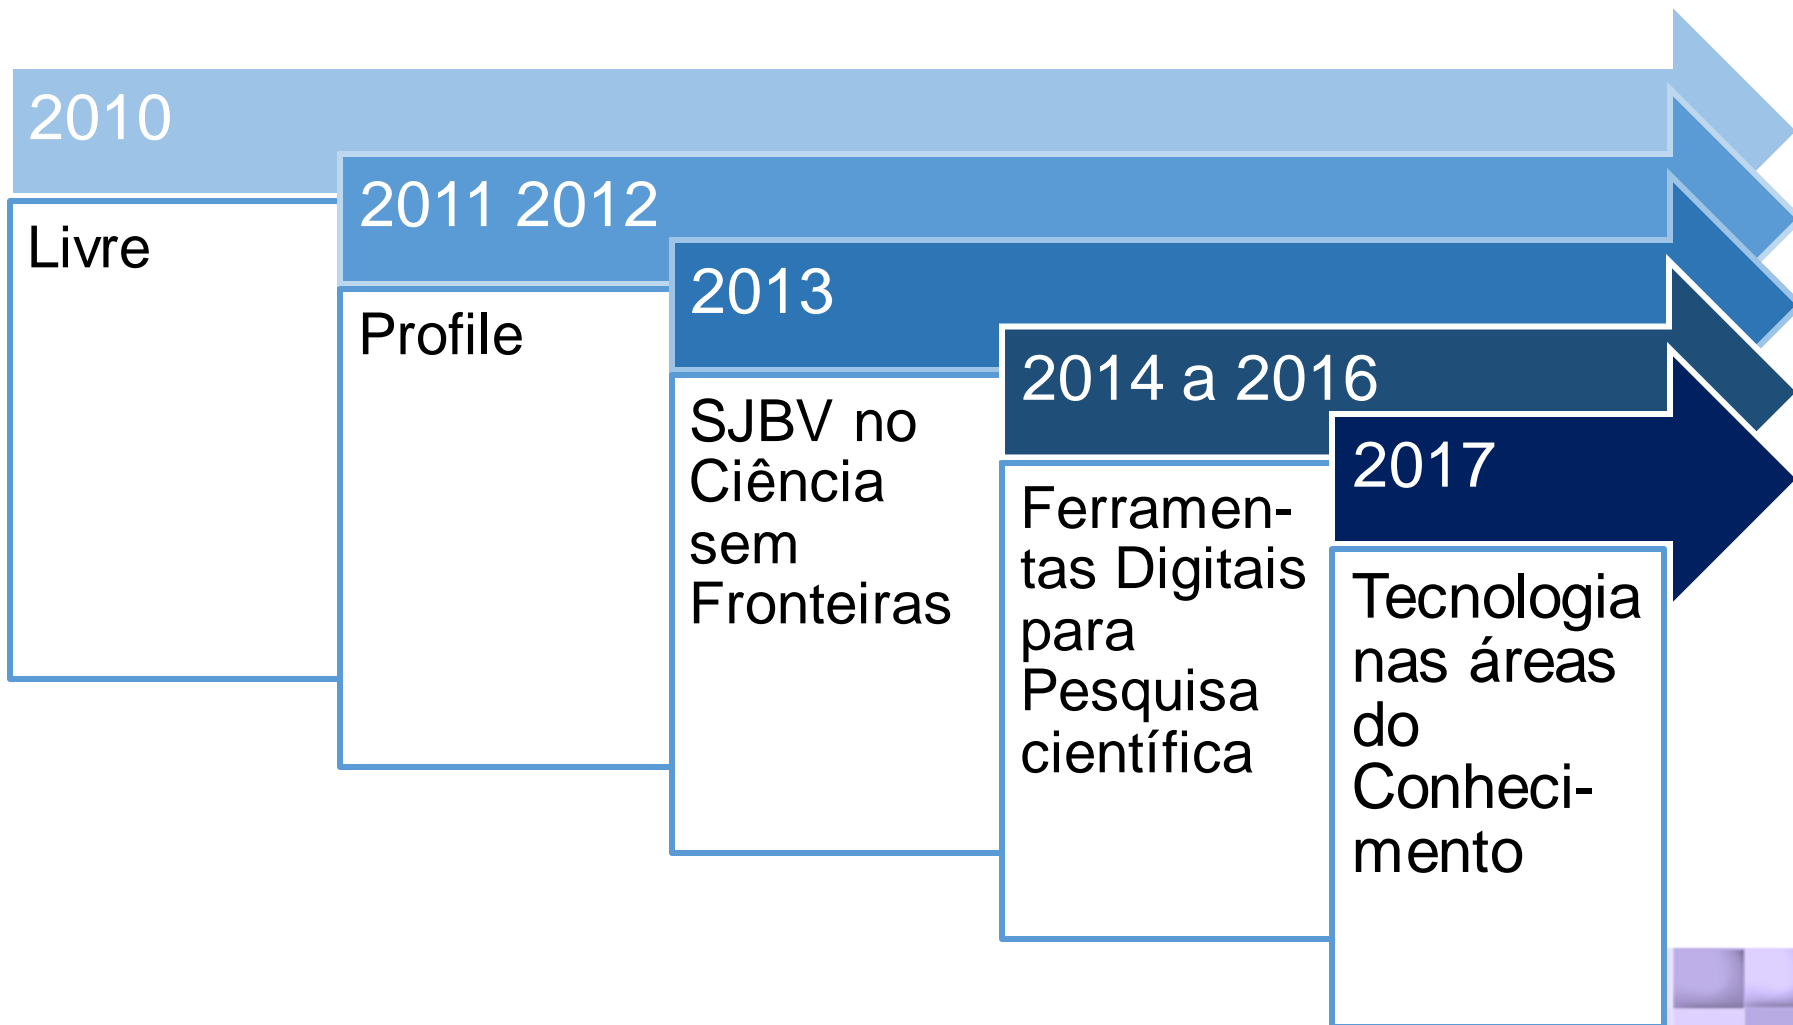 2010
Livre
2011 2012
Profile
2013
SJBV no
Ciência
sem
Fronteiras
2014 a 2016
Ferramen-
tas Digitais
para
Pesquisa
científica
2017
Tecnologia
nas áreas
do
Conheci-
mento